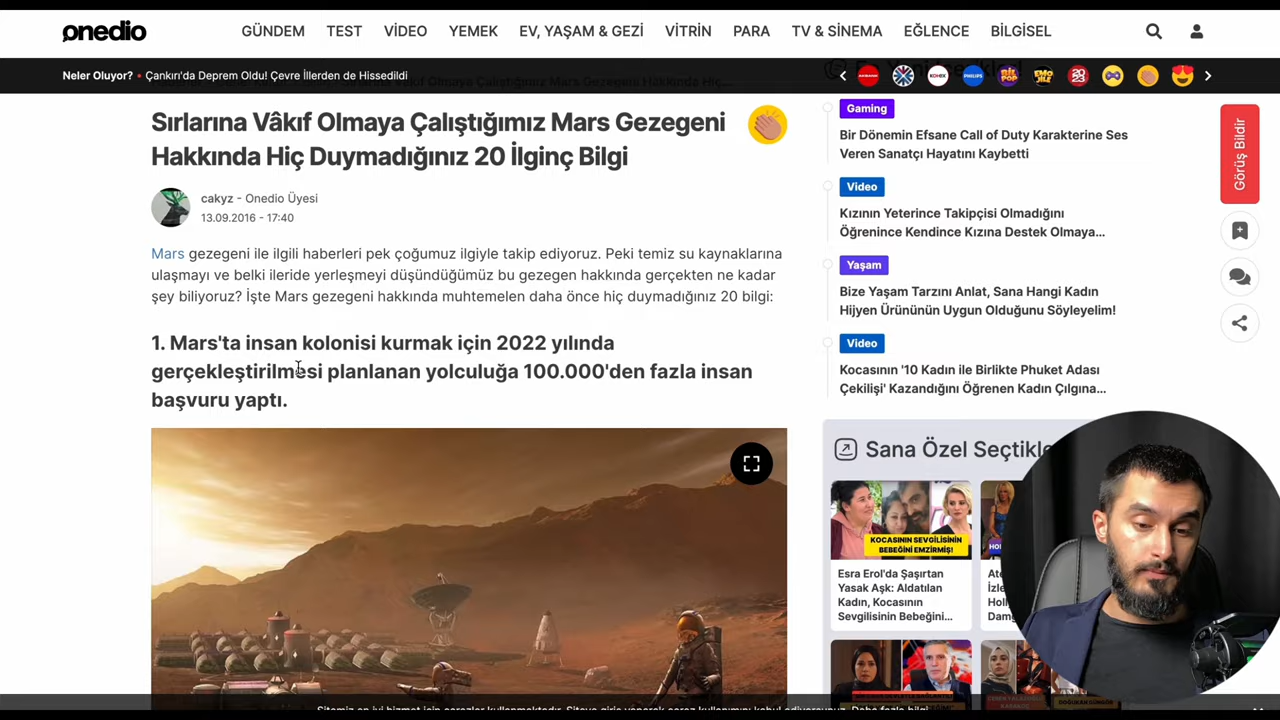 onedio
GÜNDEM TEST VİDEO YEMEK EV, YAŞAM & GEZİ VİTRİN PARA TV & SİNEMA EĞLENCE BİLGİSEL
Neler Oluyor? • Çankırı'da Deprem Oldu! Çevre İllerden de Hissedildi
Sırlarına Vâkıf Olmaya Çalıştığımız Mars Gezegeni
Hakkında Hiç Duymadığınız 20 İlginç Bilgi
cakyz - Onedio Üyesi
13.09.2016 - 17:40
Mars gezegeni ile ilgili haberleri pek çoğumuz ilgiyle takip ediyoruz. Peki temiz su kaynaklarına
ulaşmayı ve belki ileride yerleşmeyi düşündüğümüz bu gezegen hakkında gerçekten ne kadar
şey biliyoruz? İşte Mars gezegeni hakkında muhtemelen daha önce hiç duymadığınız 20 bilgi:
1. Mars'ta insan kolonisi kurmak için 2022 yılında
gerçekleştirilmesi planlanan yolculuğa 100.000'den fazla insan
başvuru yaptı.
Gaming
Bir Dönemin Efsane Call of Duty Karakterine Ses
Veren Sanatçı Hayatını Kaybetti
Video
Kızının Yeterince Takipçisi Olmadığını
Öğrenince Kendince Kızına Destek Olmaya...
Yaşam
Bize Yaşam Tarzını Anlat, Sana Hangi Kadın
Hijyen Ürününün Uygun Olduğunu Söyleyelim!
Video
Kocasının '10 Kadın ile Birlikte Phuket Adası
Çekilişi' Kazandığını Öğrenen Kadın Çılgına...
Görüş Bildir
Sana Özel Seçtikle
KOCASININ SEVGİLİSİNİN
BEBEĞİNİ EMZİRMİŞ!
Esra Erol'da Şaşırtan
Yasak Aşk: Aldatılan
Kadın, Kocasının
Sevgilisinin Bebeğini...